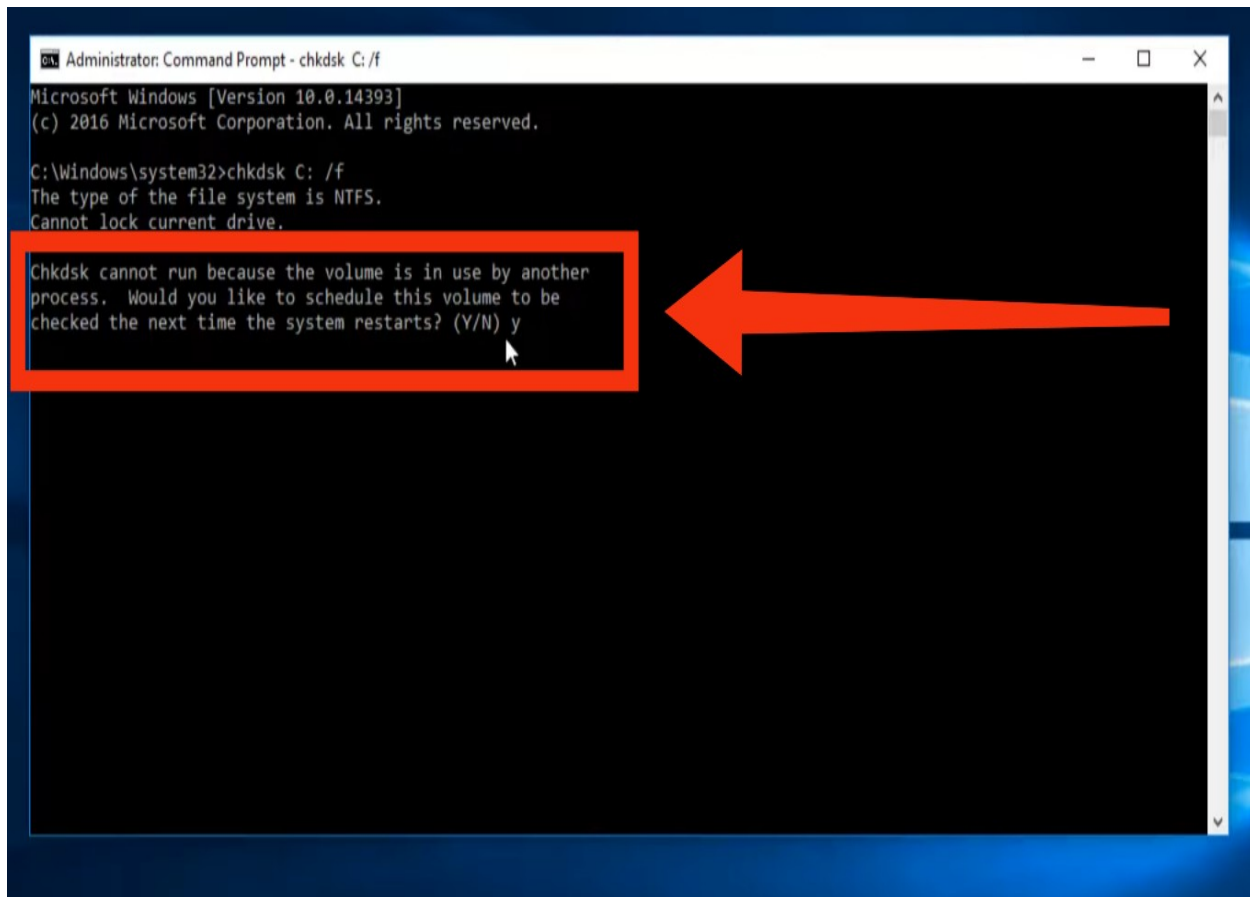 Administrator: Command Prompt - chkdsk  C: /f
Microsoft Windows [Version 10.0.14393]
(c) 2016 Microsoft Corporation. All rights reserved.
C:\Windows\system32>chkdsk C: /f
The type of the file system is NTFS.
Cannot lock current drive.
Chkdsk cannot run because the volume is in use by another
process.  Would you like to schedule this volume to be
checked the next time the system restarts? (Y/N) y